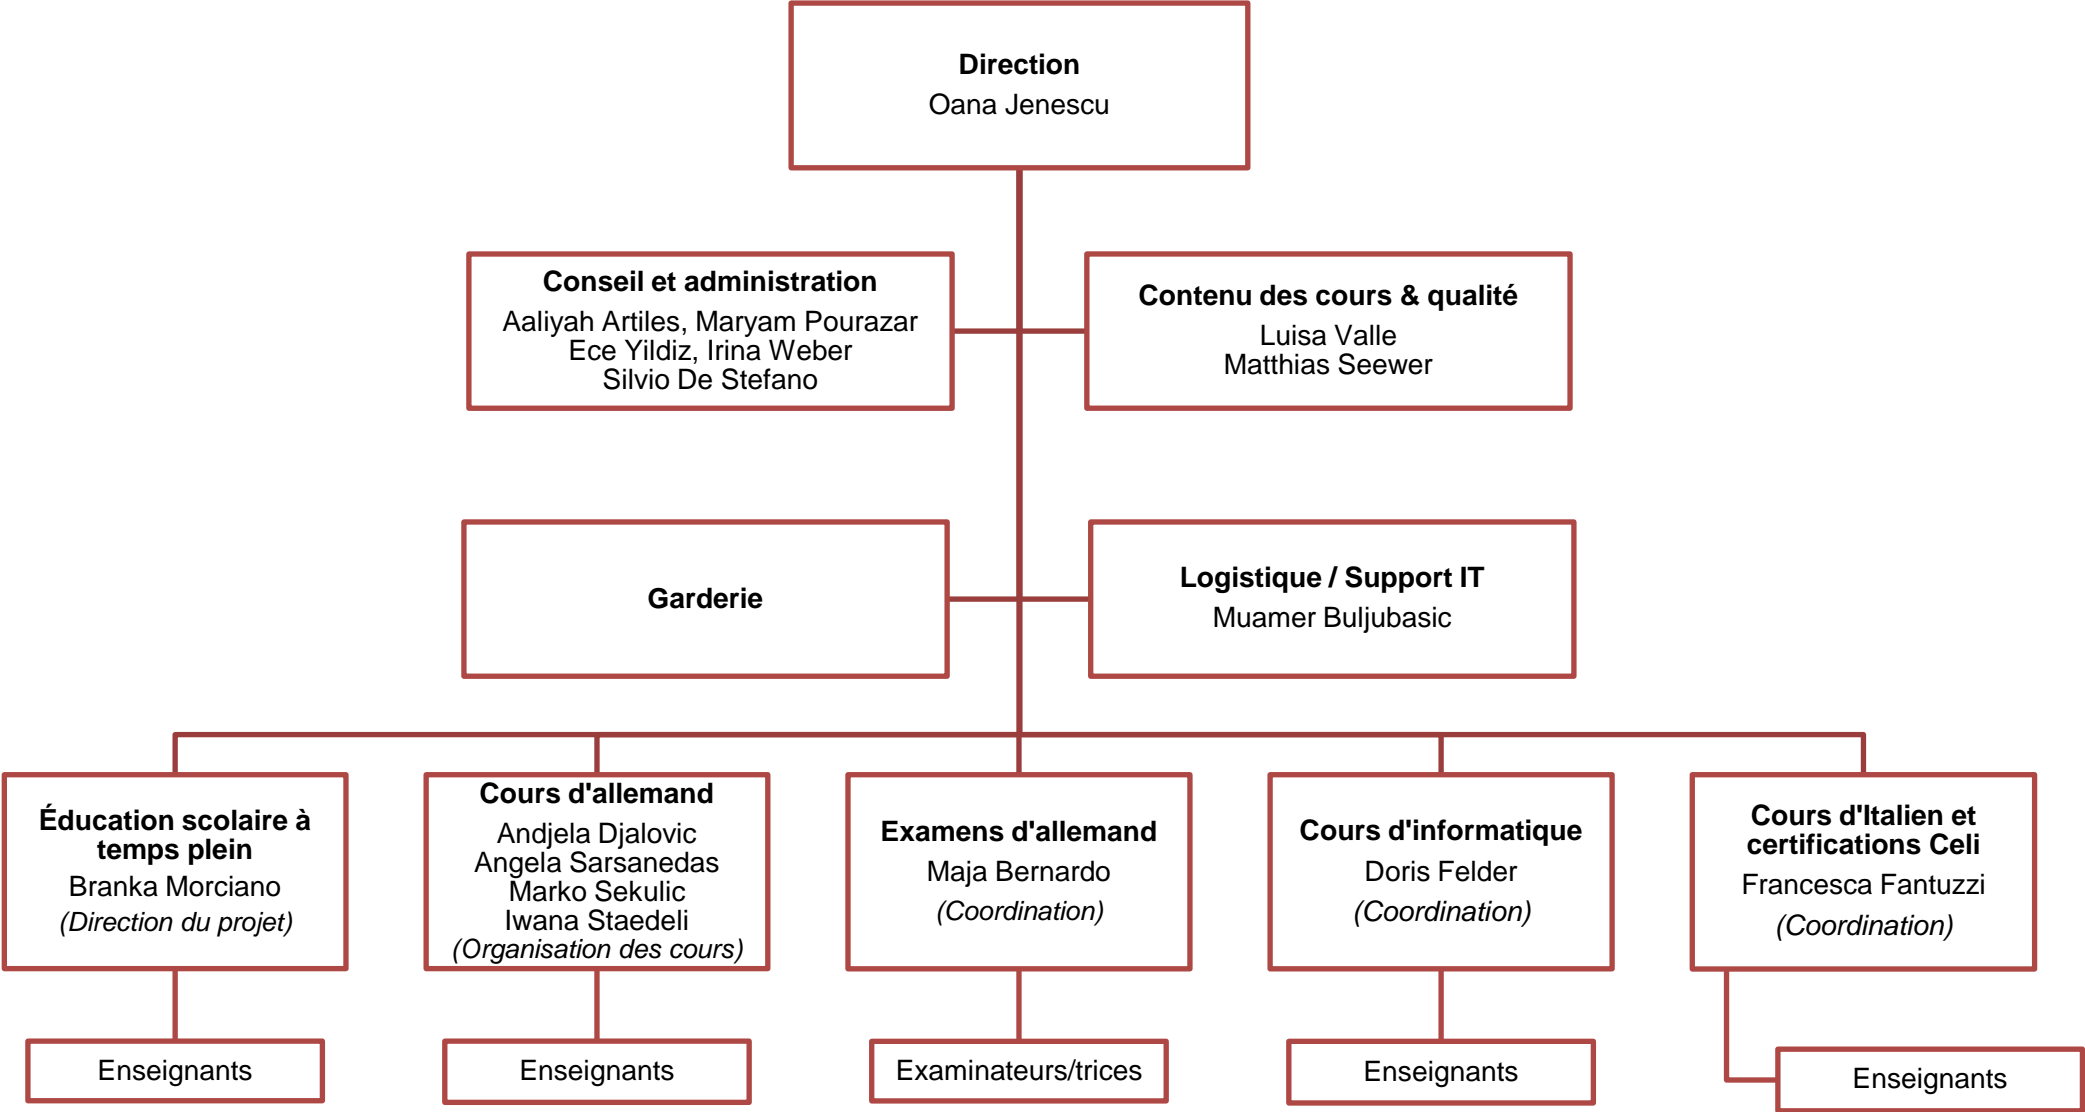 Direction
Oana Jenescu
Conseil et administration
Aaliyah Artiles, Maryam Pourazar
Ece Yildiz, Irina Weber
Silvio De Stefano
Contenu des cours & qualité
Luisa Valle
Matthias Seewer
Garderie
Logistique / Support IT
Muamer Buljubasic
Éducation scolaire à
temps plein
Branka Morciano
(Direction du projet)
Cours d'allemand
Andjela Djalovic
Angela Sarsanedas
Marko Sekulic
Iwana Staedeli
(Organisation des cours)
Examens d'allemand
Maja Bernardo
(Coordination)
Cours d'informatique
Doris Felder
(Coordination)
Cours d'Italien et
certifications Celi
Francesca Fantuzzi
(Coordination)
Enseignants
Enseignants
Examinateurs/trices
Enseignants
Enseignants